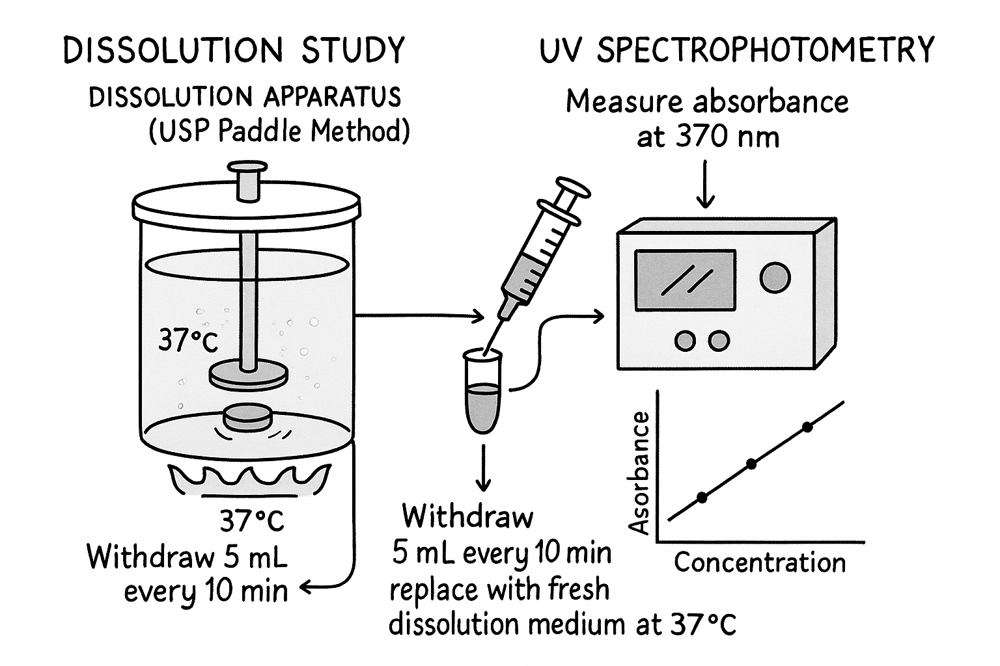 DISSOLUTION STUDY
DISSOLUTION APPARATUS
(USP Paddle Method)
37°C
37°C
Withdraw 5 mL
every 10 min
Withdraw
5 mL every 10 min
replace with fresh
dissolution medium at 37°C
UV SPECTROPHOTOMETRY
Measure absorbance
at 370 nm
Asorbance
Concentration